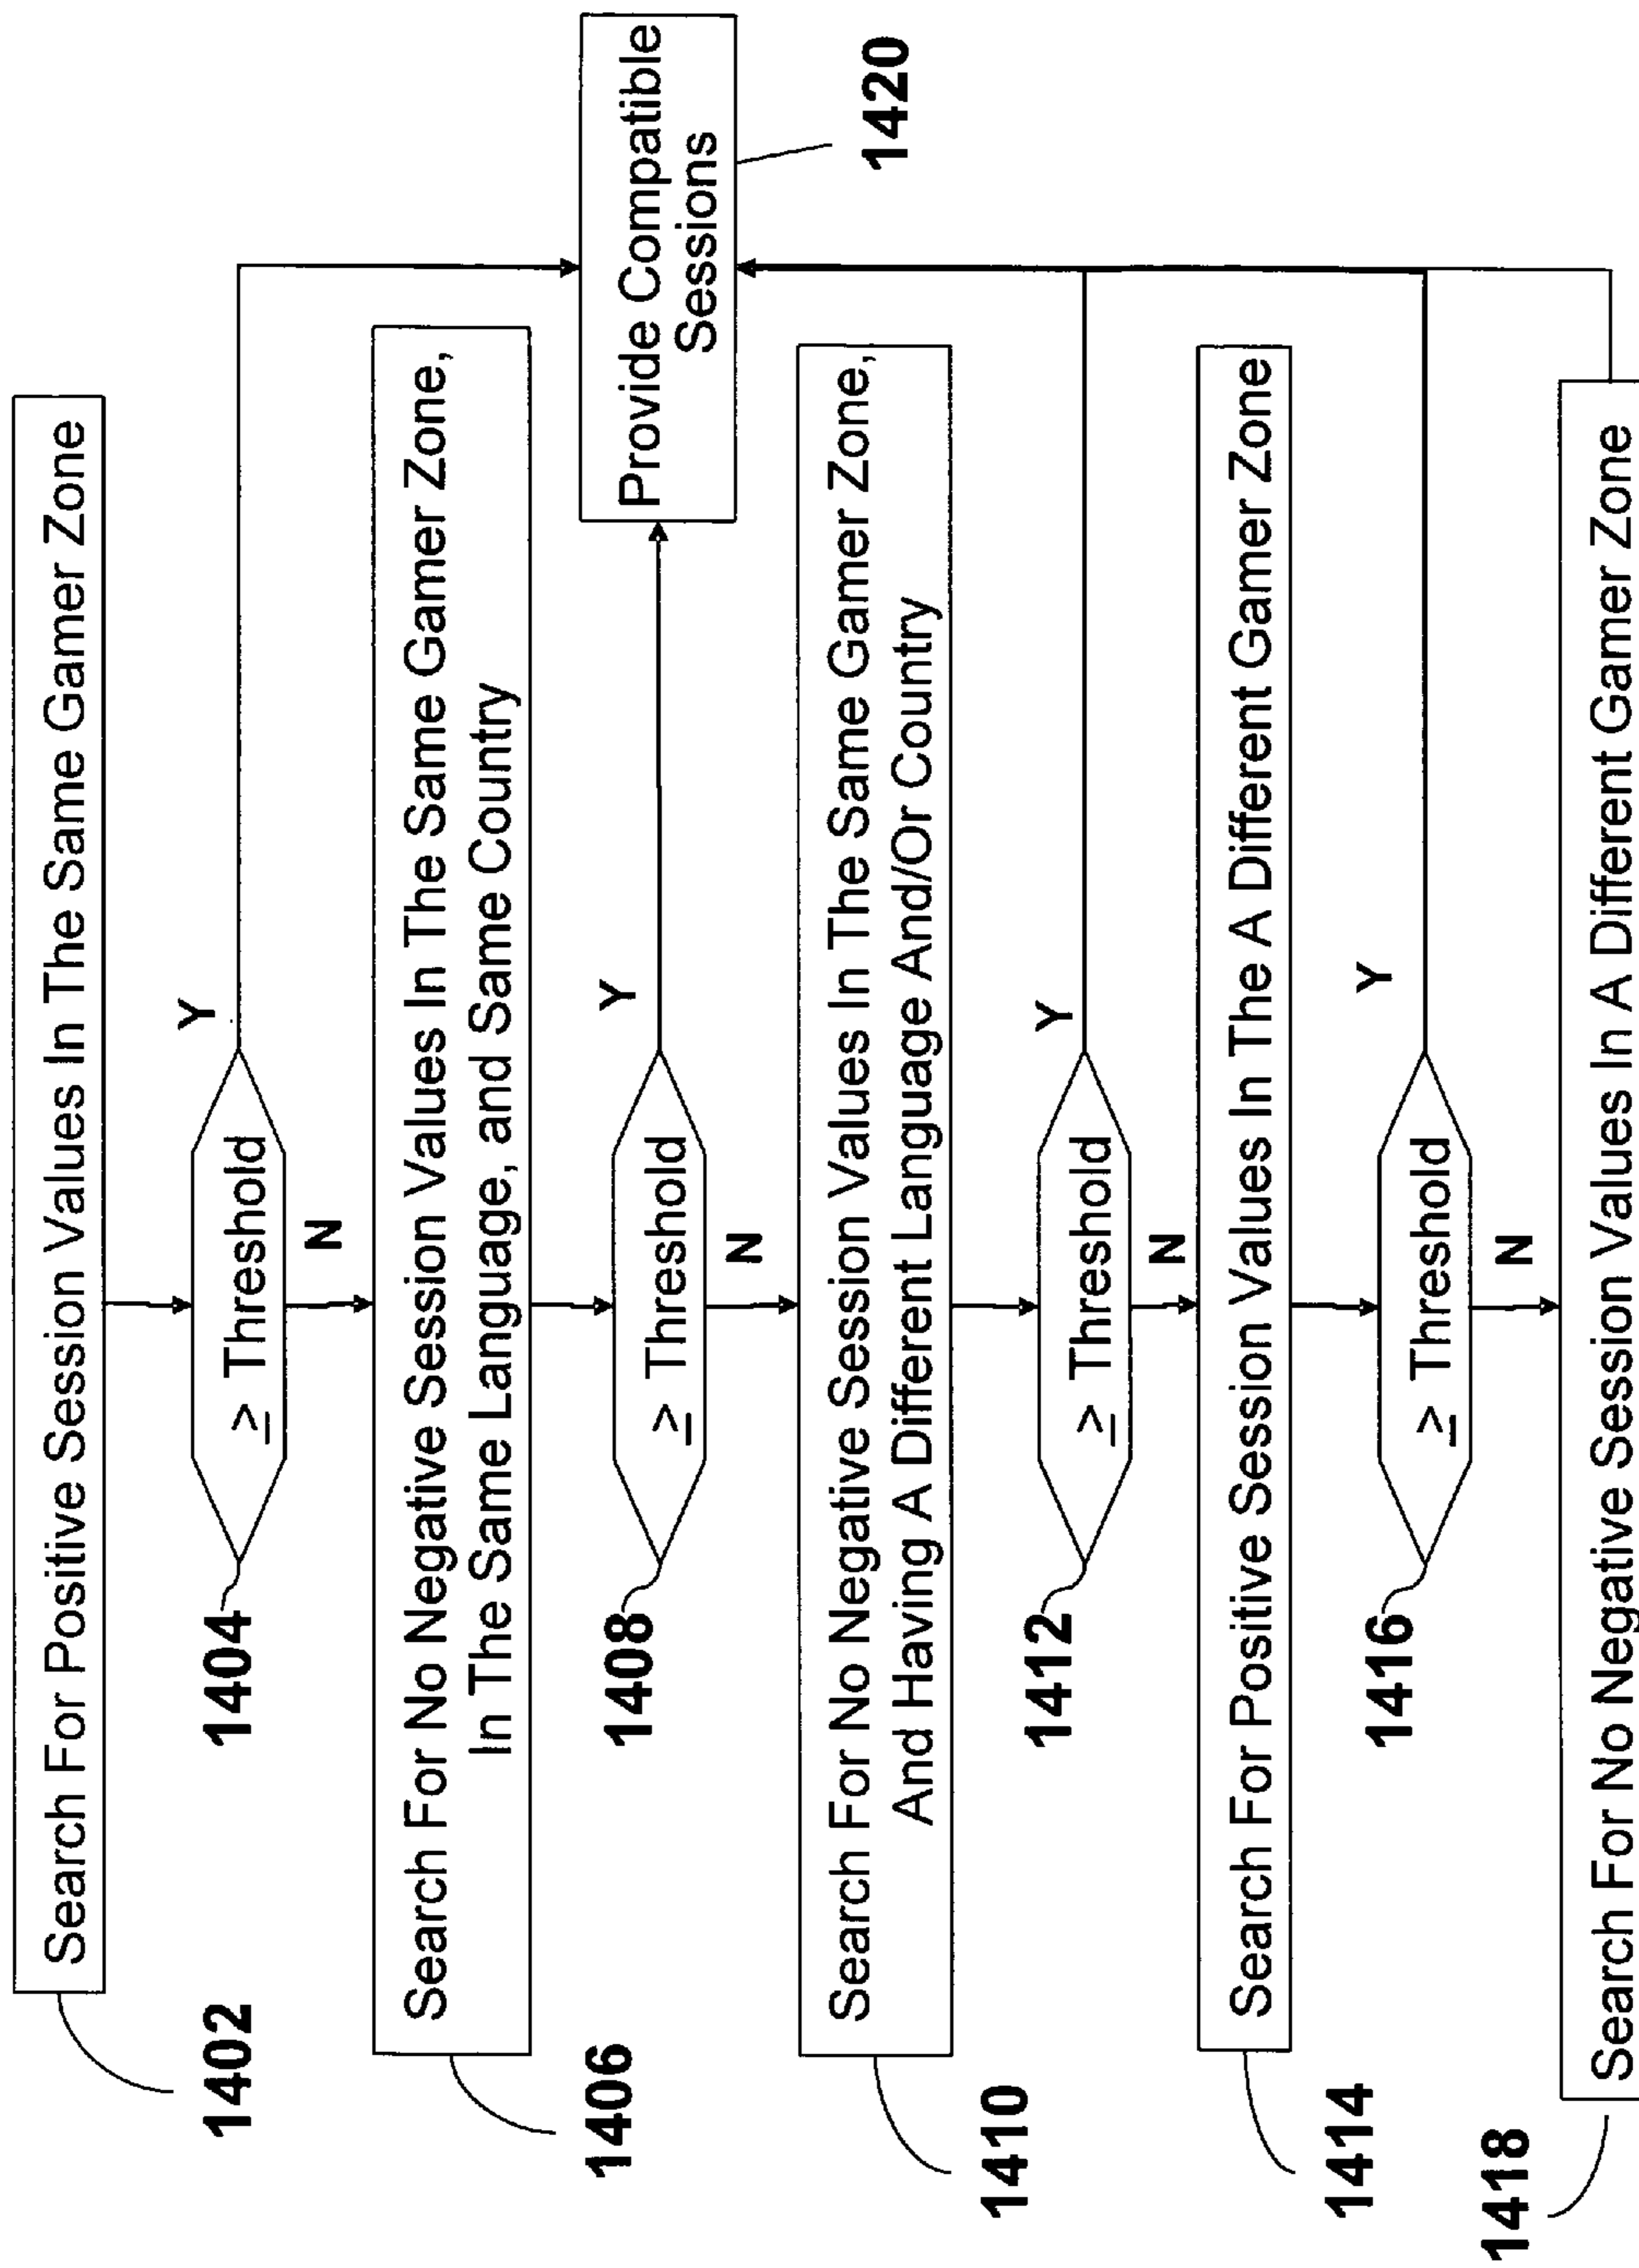 Search For Positive Session Values In The Same Gamer Zone
1402
≥ Threshold
1404
Y
N
Search For No Negative Session Values In The Same Gamer Zone,
In The Same Language, and Same Country
1406
≥ Threshold
1408
Y
N
Provide Compatible
Sessions
1420
Search For No Negative Session Values In The Same Gamer Zone,
And Having A Different Language And/Or Country
1410
≥ Threshold
1412
Y
N
Search For Positive Session Values In The A Different Gamer Zone
1414
≥ Threshold
1416
Y
N
Search For No Negative Session Values In A Different Gamer Zone
1418